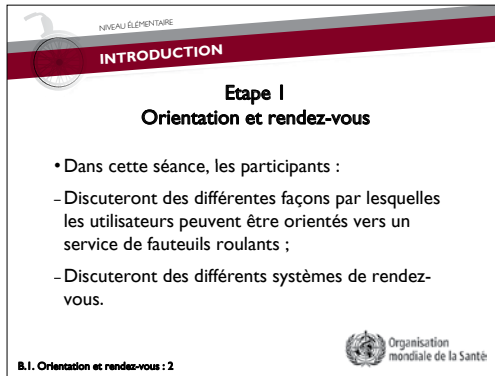 NIVEAU ÉLÉMENTAIRE
INTRODUCTION
Etape 1
Orientation et rendez-vous
• Dans cette séance, les participants :
– Discuteront des différentes façons par lesquelles
les utilisateurs peuvent être orientés vers un
service de fauteuils roulants ;
– Discuteront des différents systèmes de rendez-
vous.
Organisation
mondiale de la Santé
B.1. Orientation et rendez-vous : 2